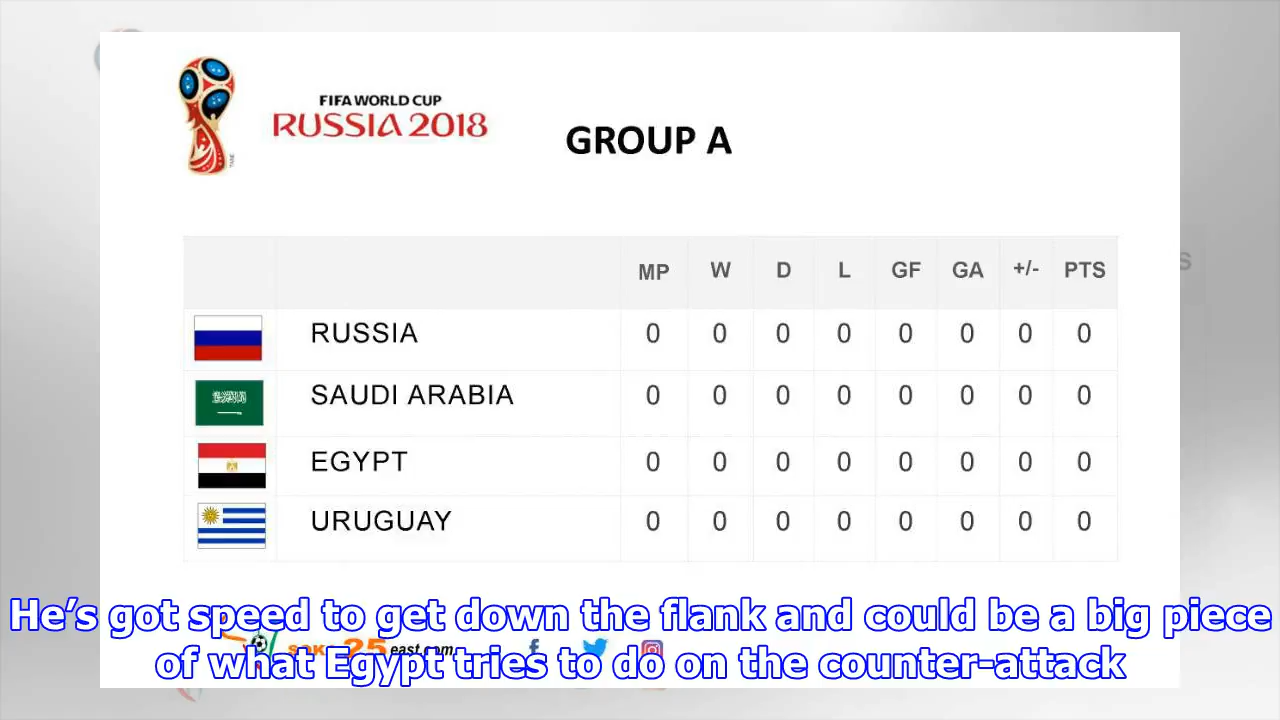 FIFA WORLD CUP
RUSSIA 2018
GROUP A
MP W D L GF GA +/- PTS
RUSSIA 0 0 0 0 0 0 0 0
SAUDI ARABIA 0 0 0 0 0 0 0 0
EGYPT 0 0 0 0 0 0 0 0
URUGUAY 0 0 0 0 0 0 0 0
He’s got speed to get down the flank and could be a big piece
of what Egypt tries to do on the counter-attack
25east.com